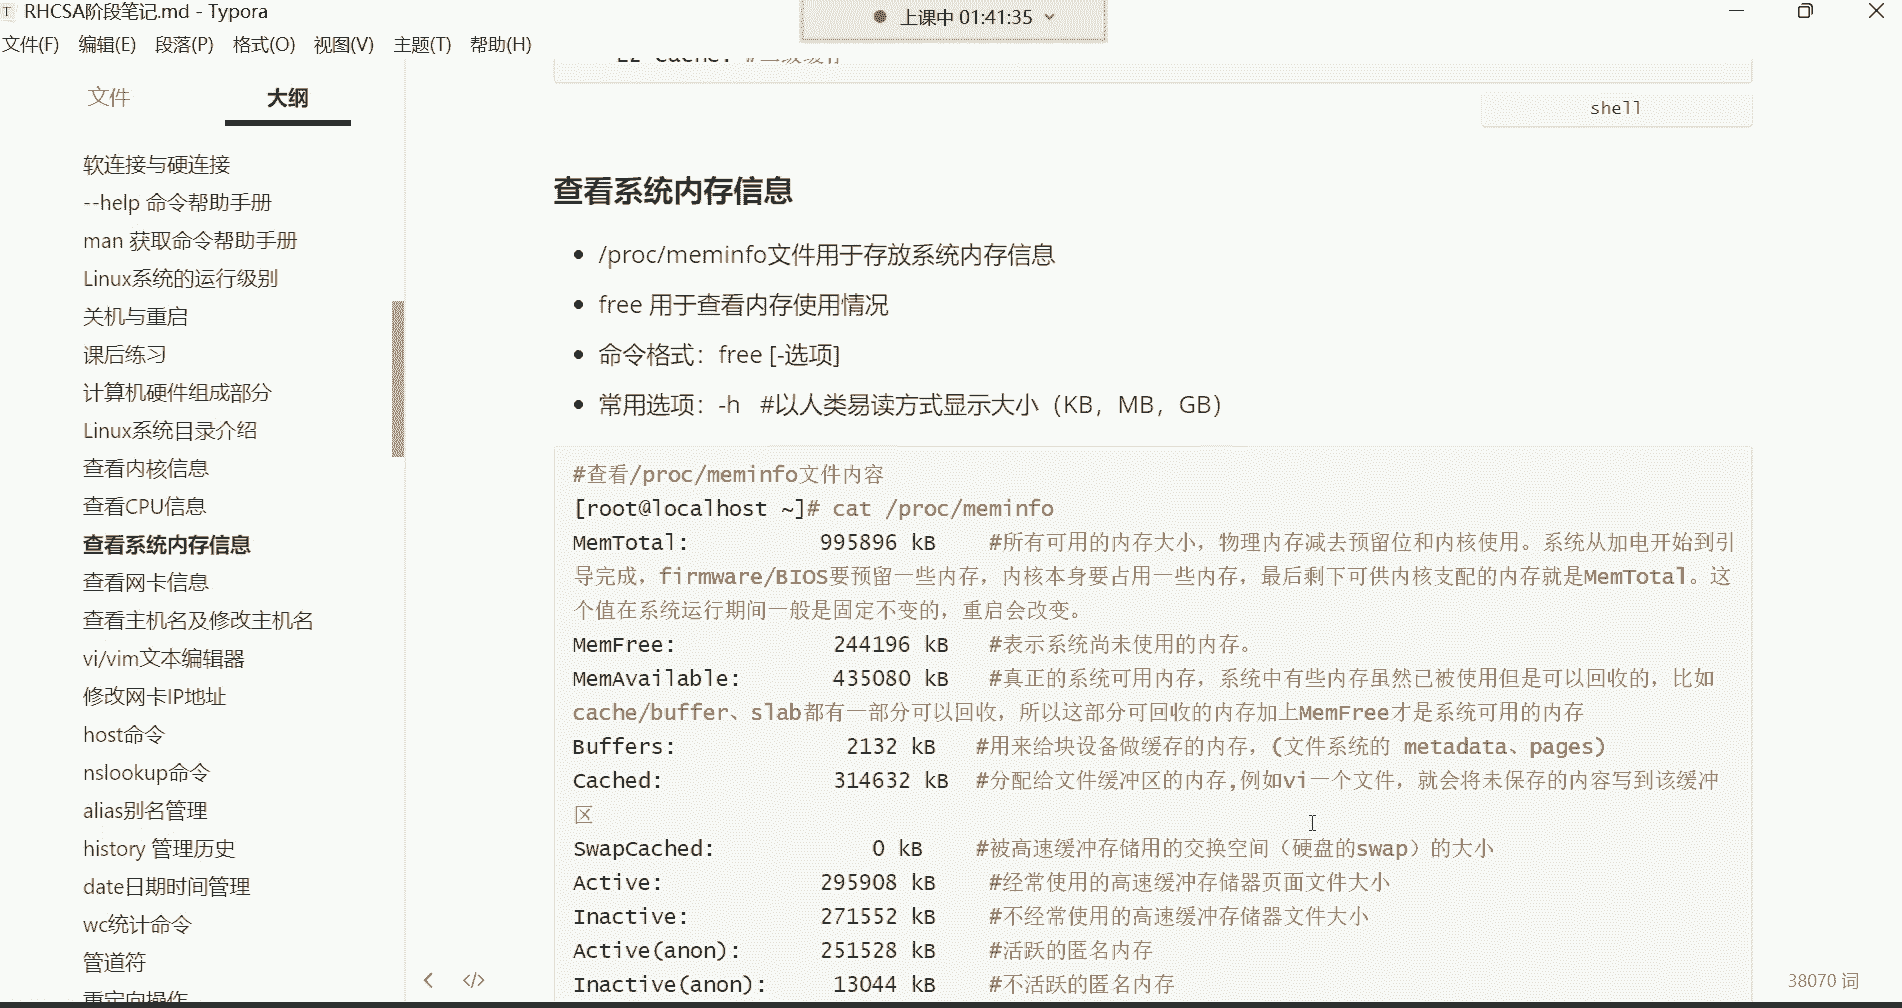 RHCSA阶段笔记.md - Typora
上课中 01:41:35
文件(F) 编辑(E) 段落(P) 格式(O) 视图(V) 主题(T) 帮助(H)
文件 大纲
软连接与硬连接
--help 命令帮助手册
man 获取命令帮助手册
Linux系统的运行级别
关机与重启
课后练习
计算机硬件组成部分
Linux系统目录介绍
查看内核信息
查看CPU信息
查看系统内存信息
查看网卡信息
查看主机名及修改主机名
vi/vim文本编辑器
修改网卡IP地址
host命令
nslookup命令
alias别名管理
history 管理历史
date日期时间管理
wc统计命令
管道符
重定向操作
shell
查看系统内存信息
/proc/meminfo文件用于存放系统内存信息
free 用于查看内存使用情况
命令格式：free [-选项]
常用选项：-h #以人类易读方式显示大小（KB，MB，GB）
#查看/proc/meminfo文件内容
[root@localhost ~]# cat /proc/meminfo
MemTotal: 995896 kB #所有可用的内存大小，物理内存减去预留位和内核使用。系统从加电开始到引
导完成，firmware/BIOS要预留一些内存，内核本身要占用一些内存，最后剩下可供内核支配的内存就是MemTotal。这
个值在系统运行期间一般是固定不变的，重启会改变。
MemFree: 244196 kB #表示系统尚未使用的内存。
MemAvailable: 435080 kB #真正的系统可用内存，系统中有些内存虽然已被使用但是可以回收的，比如
cache/buffer、slab都有一部分可以回收，所以这部分可回收的内存加上MemFree才是系统可用的内存
Buffers: 2132 kB #用来给块设备做缓存的内存，(文件系统的 metadata、pages)
Cached: 314632 kB #分配给文件缓冲区的内存,例如vi一个文件，就会将未保存的内容写到该缓冲
区
SwapCached: 0 kB #被高速缓冲存储用的交换空间（硬盘的swap）的大小
Active: 295908 kB #经常使用的高速缓冲存储器页面文件大小
Inactive: 271552 kB #不经常使用的高速缓冲存储器文件大小
Active(anon): 251528 kB #活跃的匿名内存
Inactive(anon): 13044 kB #不活跃的匿名内存
38070 词